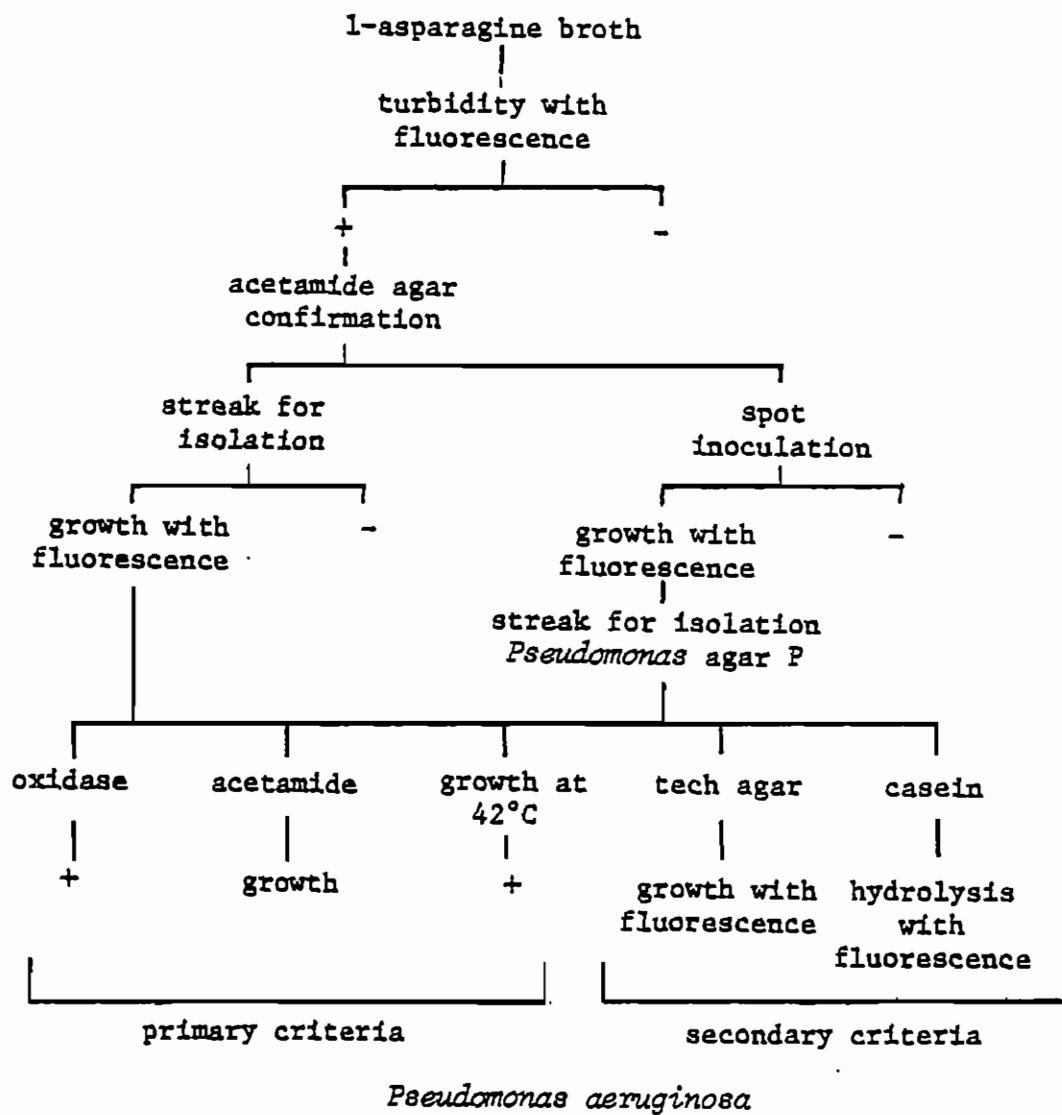 l-asparagine broth
turbidity with
fluorescence
+
-
acetamide agar
confirmation
streak for
isolation
spot
inoculation
growth with
fluorescence
-
growth with
fluorescence
-
streak for isolation
Pseudomonas agar P
oxidase
acetamide
growth at
42°C
tech agar
casein
+
growth
+
growth with
fluorescence
hydrolysis
with
fluorescence
primary criteria
secondary criteria
Pseudomonas aeruginosa